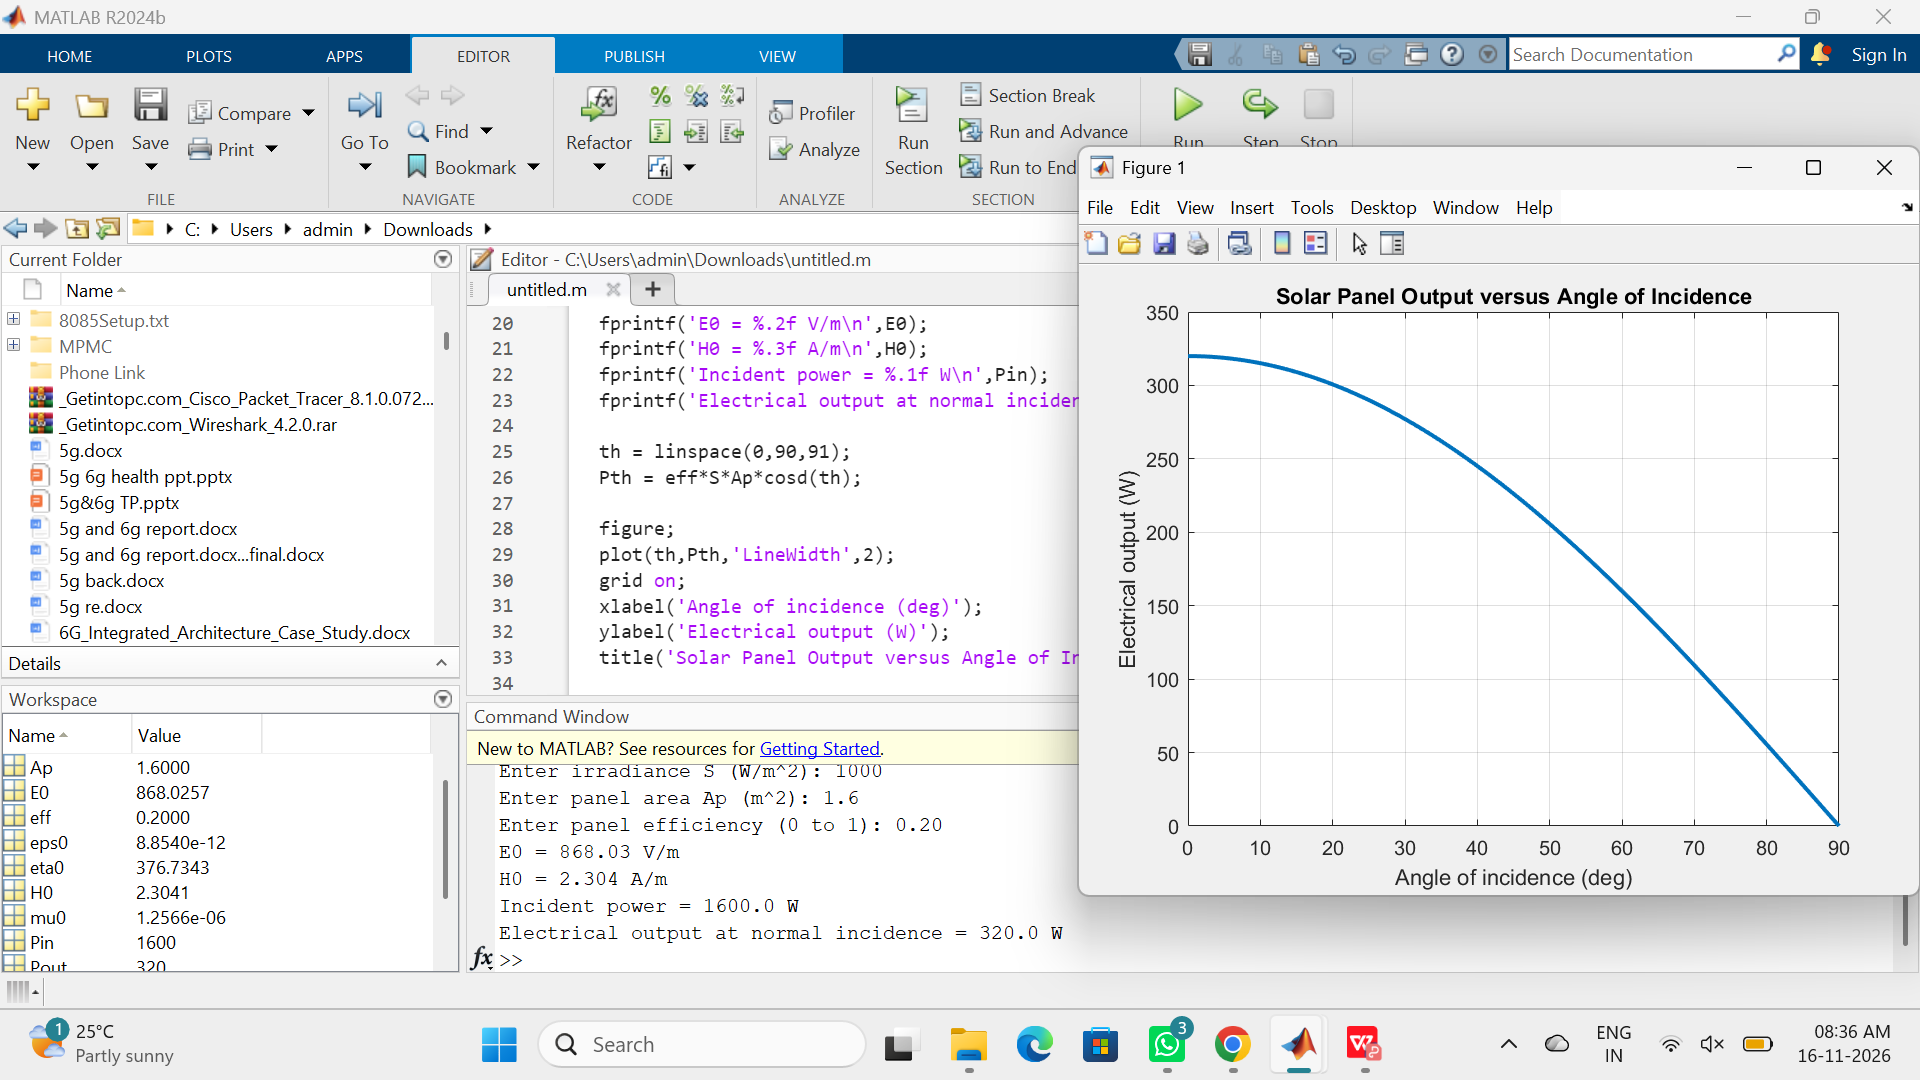 MATLAB R2024b
HOME PLOTS APPS EDITOR PUBLISH VIEW
Search Documentation
Sign In
New Open Save
Compare
Print
FILE
Go To
Find
Bookmark
NAVIGATE
Refactor
CODE
Profiler
Analyze
ANALYZE
Run
Section
Section Break
Run and Advance
Run to End
SECTION
Run Step Stop
C: Users admin Downloads
Current Folder
Name
8085Setup.txt
MPMC
Phone Link
_Getintopc.com_Cisco_Packet_Tracer_8.1.0.072...
_Getintopc.com_Wireshark_4.2.0.rar
5g.docx
5g 6g health ppt.pptx
5g&6g TP.pptx
5g and 6g report.docx
5g and 6g report.docx...final.docx
5g back.docx
5g re.docx
6G_Integrated_Architecture_Case_Study.docx
Details
Workspace
Name Value
Ap 1.6000
E0 868.0257
eff 0.2000
eps0 8.8540e-12
eta0 376.7343
H0 2.3041
mu0 1.2566e-06
Pin 1600
Pout 320
Editor - C:\Users\admin\Downloads\untitled.m
untitled.m
20 fprintf('E0 = %.2f V/m\n',E0);
21 fprintf('H0 = %.3f A/m\n',H0);
22 fprintf('Incident power = %.1f W\n',Pin);
23 fprintf('Electrical output at normal inciden
24
25 th = linspace(0,90,91);
26 Pth = eff*S*Ap*cosd(th);
27
28 figure;
29 plot(th,Pth,'LineWidth',2);
30 grid on;
31 xlabel('Angle of incidence (deg)');
32 ylabel('Electrical output (W)');
33 title('Solar Panel Output versus Angle of In
34
Command Window
New to MATLAB? See resources for Getting Started.
Enter irradiance S (W/m^2): 1000
Enter panel area Ap (m^2): 1.6
Enter panel efficiency (0 to 1): 0.20
E0 = 868.03 V/m
H0 = 2.304 A/m
Incident power = 1600.0 W
Electrical output at normal incidence = 320.0 W
fx >>
Figure 1
File Edit View Insert Tools Desktop Window Help
Solar Panel Output versus Angle of Incidence
350
300
250
200
150
100
50
0
Electrical output (W)
0 10 20 30 40 50 60 70 80 90
Angle of incidence (deg)
1
25°C
Partly sunny
Search
3
ENG
IN
08:36 AM
16-11-2026